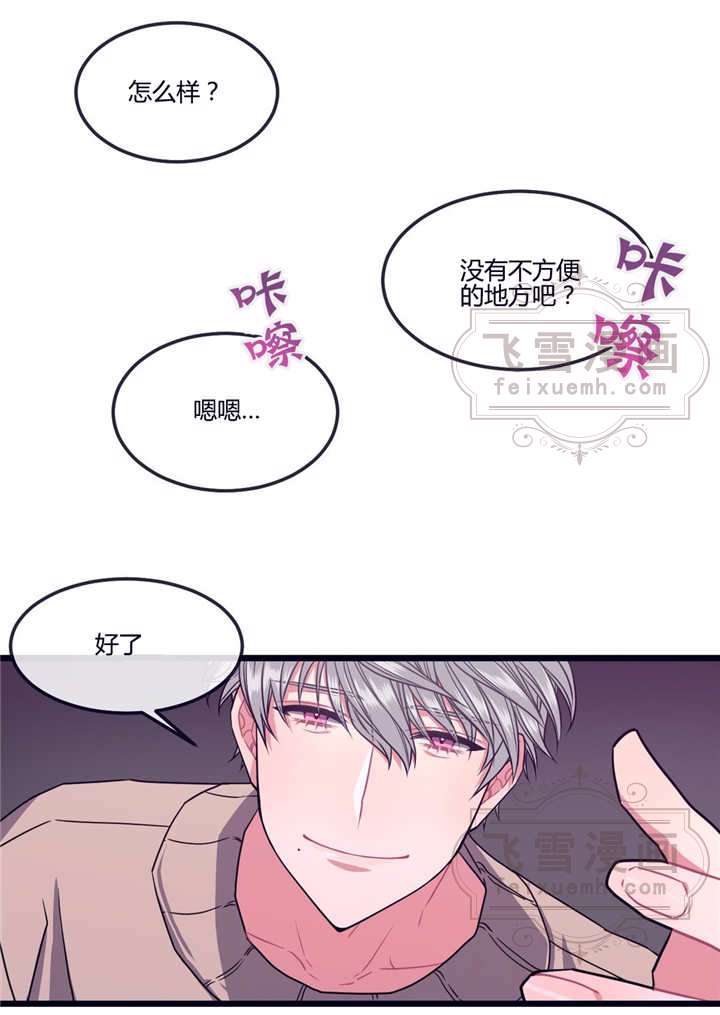 怎么样？
没有不方便
的地方吧？
咔
嚓
咔
嚓
飞雪漫画
feixuemh.com
嗯嗯...
好了
飞雪漫画
feixuemh.com